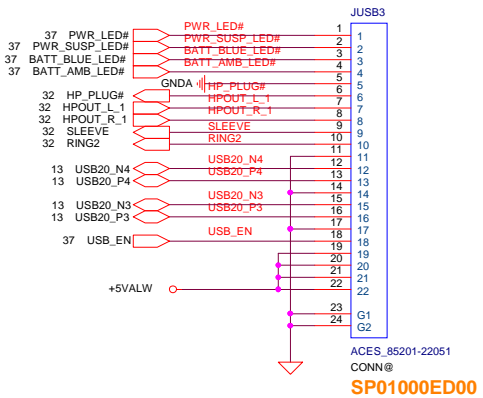 JUSB3
37 PWR_LED# PWR_LED# 1 1
37 PWR_SUSP_LED# PWR_SUSP_LED# 2 2
37 BATT_BLUE_LED# BATT_BLUE_LED# 3 3
37 BATT_AMB_LED# BATT_AMB_LED# 4 4
GNDA 5 5
32 HP_PLUG# HP_PLUG# 6 6
32 HPOUT_L_1 HPOUT_L_1 7 7
32 HPOUT_R_1 HPOUT_R_1 8 8
32 SLEEVE SLEEVE 9 9
32 RING2 RING2 10 10
11 11
13 USB20_N4 USB20_N4 12 12
13 USB20_P4 USB20_P4 13 13
14 14
13 USB20_N3 USB20_N3 15 15
13 USB20_P3 USB20_P3 16 16
17 17
37 USB_EN USB_EN 18 18
19 19
20 20
21 21
+5VALW 22 22
23 G1
24 G2
ACES_85201-22051
CONN@
SP01000ED00